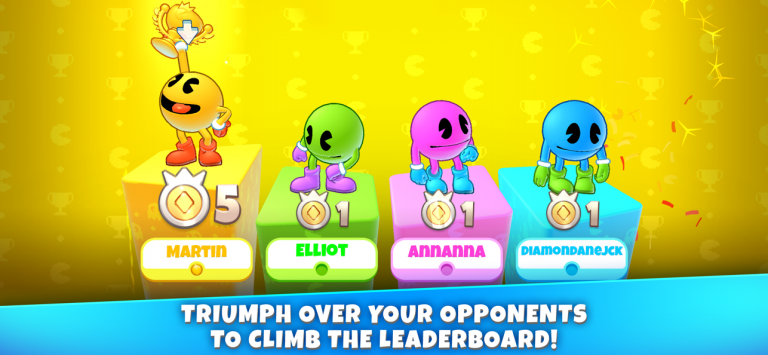 5
1
1
1
MARTIN
ELLIOT
ANNANNA
DIAMONDANEJCK
TRIUMPH OVER YOUR OPPONENTS
TO CLIMB THE LEADERBOARD!